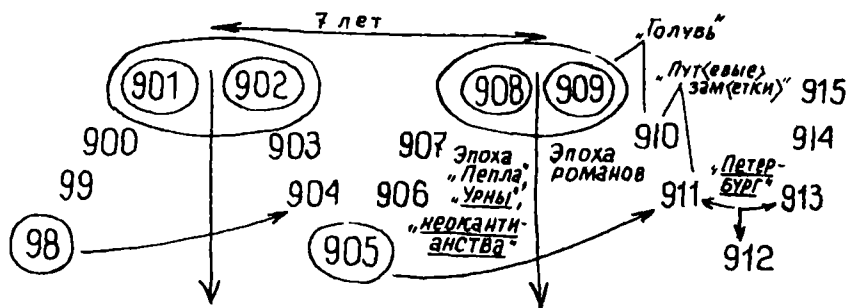 7 лет
„Голубь“
901 902 908 909
„Пут<евые>
зам<етки>“
915
900 903 907 910 914
Эпоха
„Пепла“,
„Урны“,
„неоканти-
анства“
Эпоха
романов
„Петер-
бург“
99 904 906 911 913
98 905 912